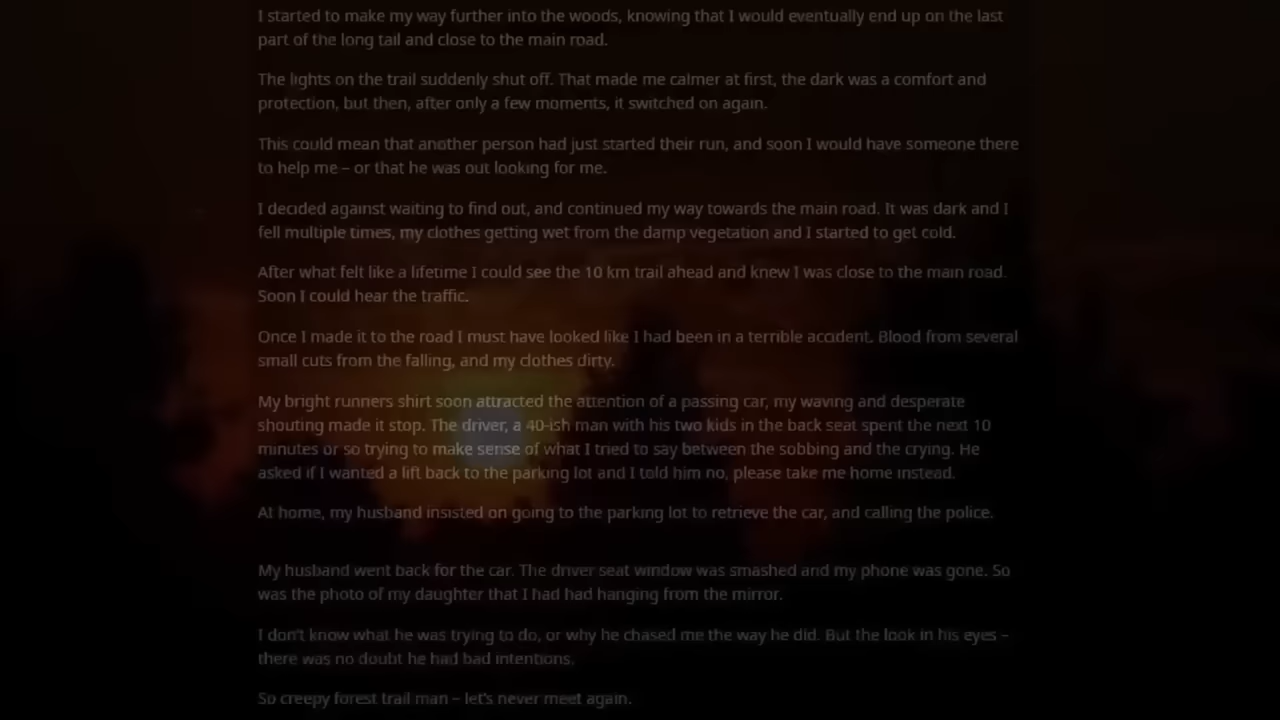 I started to make my way further into the woods, knowing that I would eventually end up on the last
part of the long tail and close to the main road.
The lights on the trail suddenly shut off. That made me calmer at first, the dark was a comfort and
protection, but then, after only a few moments, it switched on again.
This could mean that another person had just started their run, and soon I would have someone there
to help me – or that he was out looking for me.
I decided against waiting to find out, and continued my way towards the main road. It was dark and I
fell multiple times, my clothes getting wet from the damp vegetation and I started to get cold.
After what felt like a lifetime I could see the 10 km trail ahead and knew I was close to the main road.
Soon I could hear the traffic.
Once I made it to the road I must have looked like I had been in a terrible accident. Blood from several
small cuts from the falling, and my clothes dirty.
My bright runners shirt soon attracted the attention of a passing car, my waving and desperate
shouting made it stop. The driver, a 40-ish man with his two kids in the back seat spent the next 10
minutes or so trying to make sense of what I tried to say between the sobbing and the crying. He
asked if I wanted a lift back to the parking lot and I told him no, please take me home instead.
At home, my husband insisted on going to the parking lot to retrieve the car, and calling the police.
My husband went back for the car. The driver seat window was smashed and my phone was gone. So
was the photo of my daughter that I had had hanging from the mirror.
I don't know what he was trying to do, or why he chased me the way he did. But the look in his eyes –
there was no doubt he had bad intentions.
So creepy forest trail man – let's never meet again.